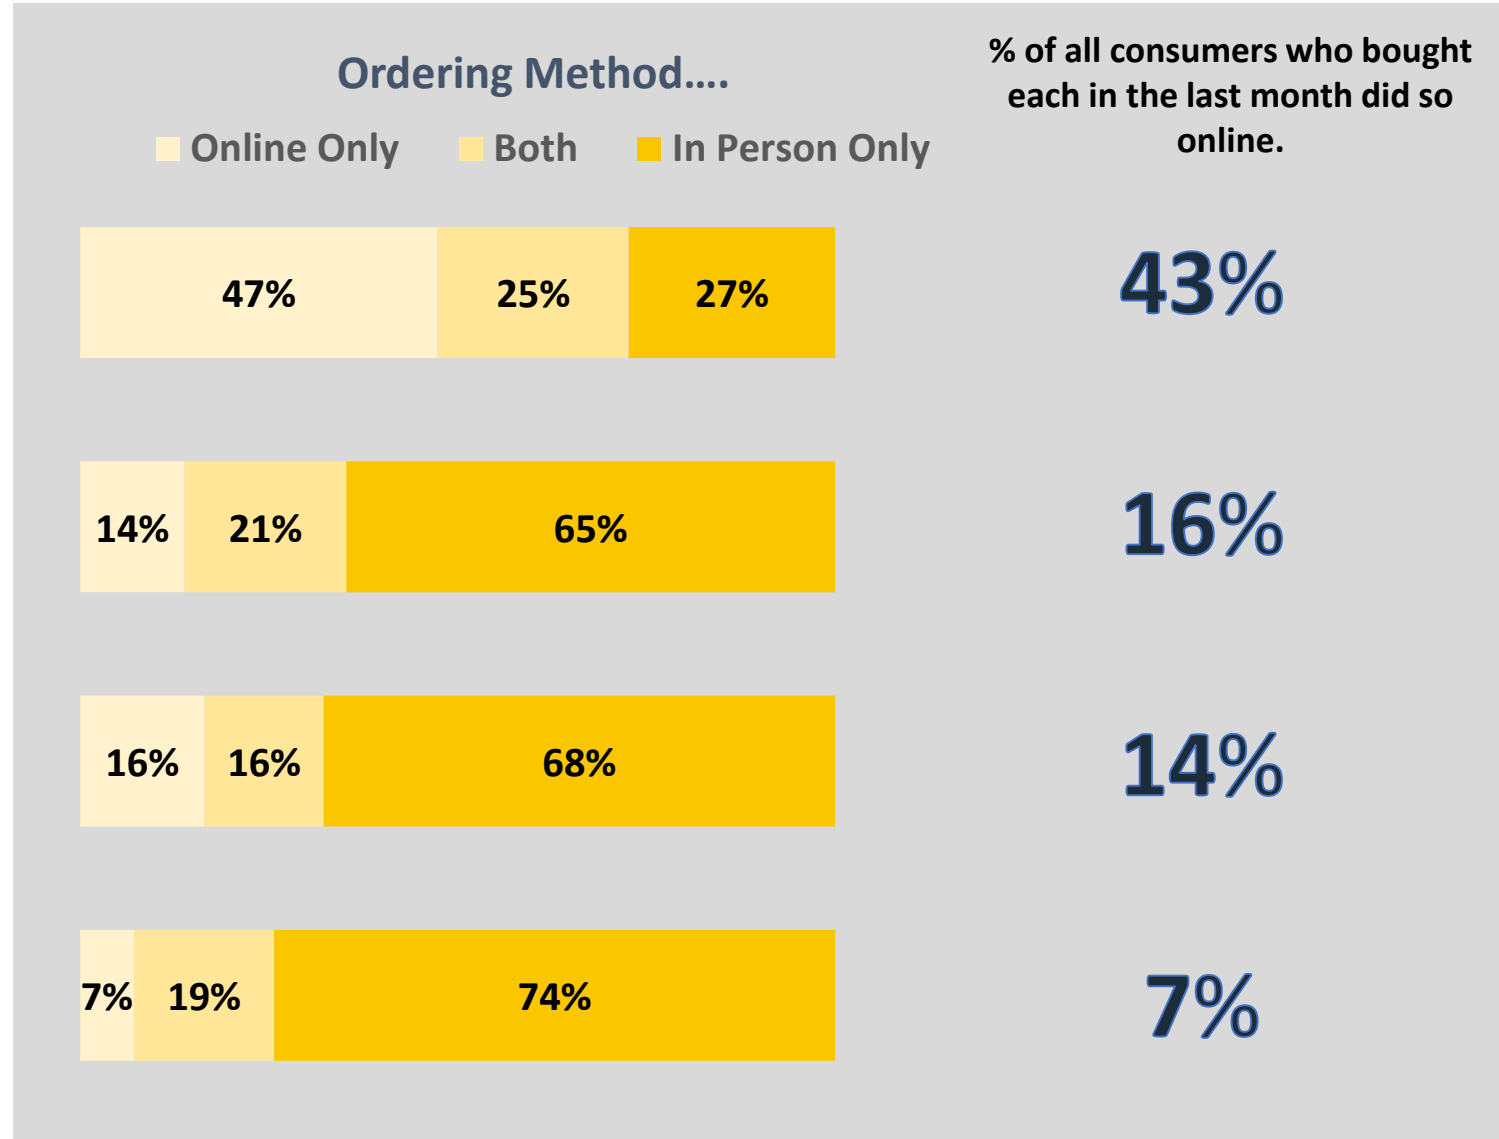 Ordering Method....
Online Only Both In Person Only
% of all consumers who bought
each in the last month did so
online.
47% 25% 27%
43%
14% 21% 65%
16%
16% 16% 68%
14%
7% 19% 74%
7%